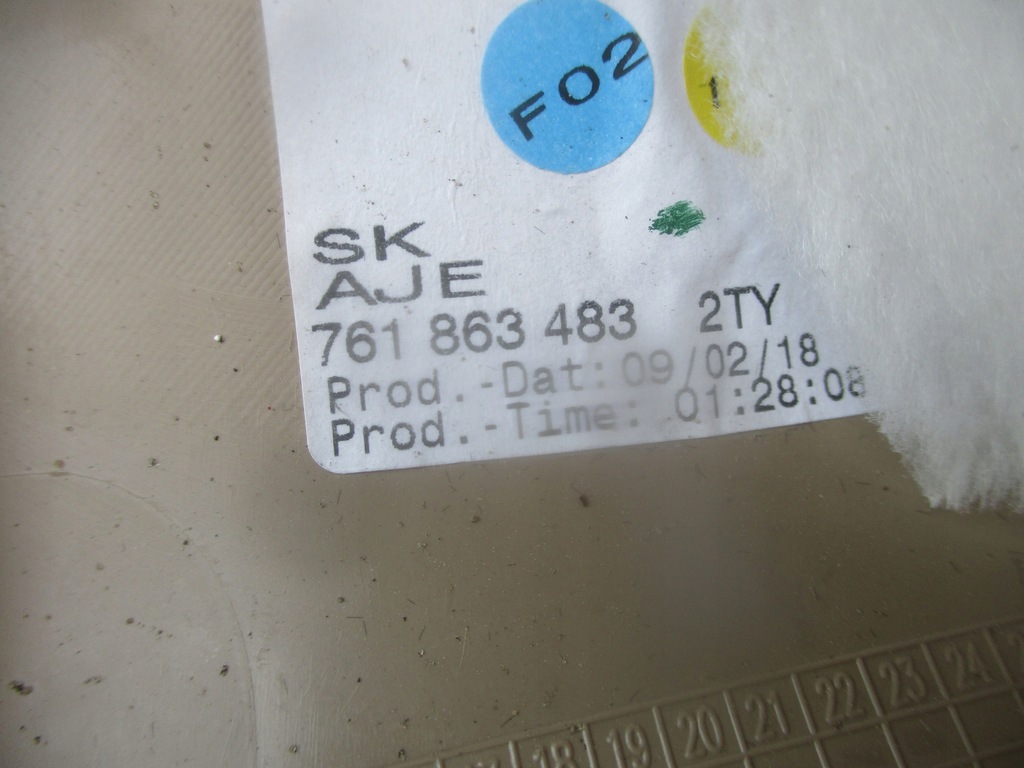 F02
1
SK
AJE
761 863 483 2TY
Prod.-Dat: 09/02/18
Prod.-Time: 01:28:08
18 19 20 21 22 23 24